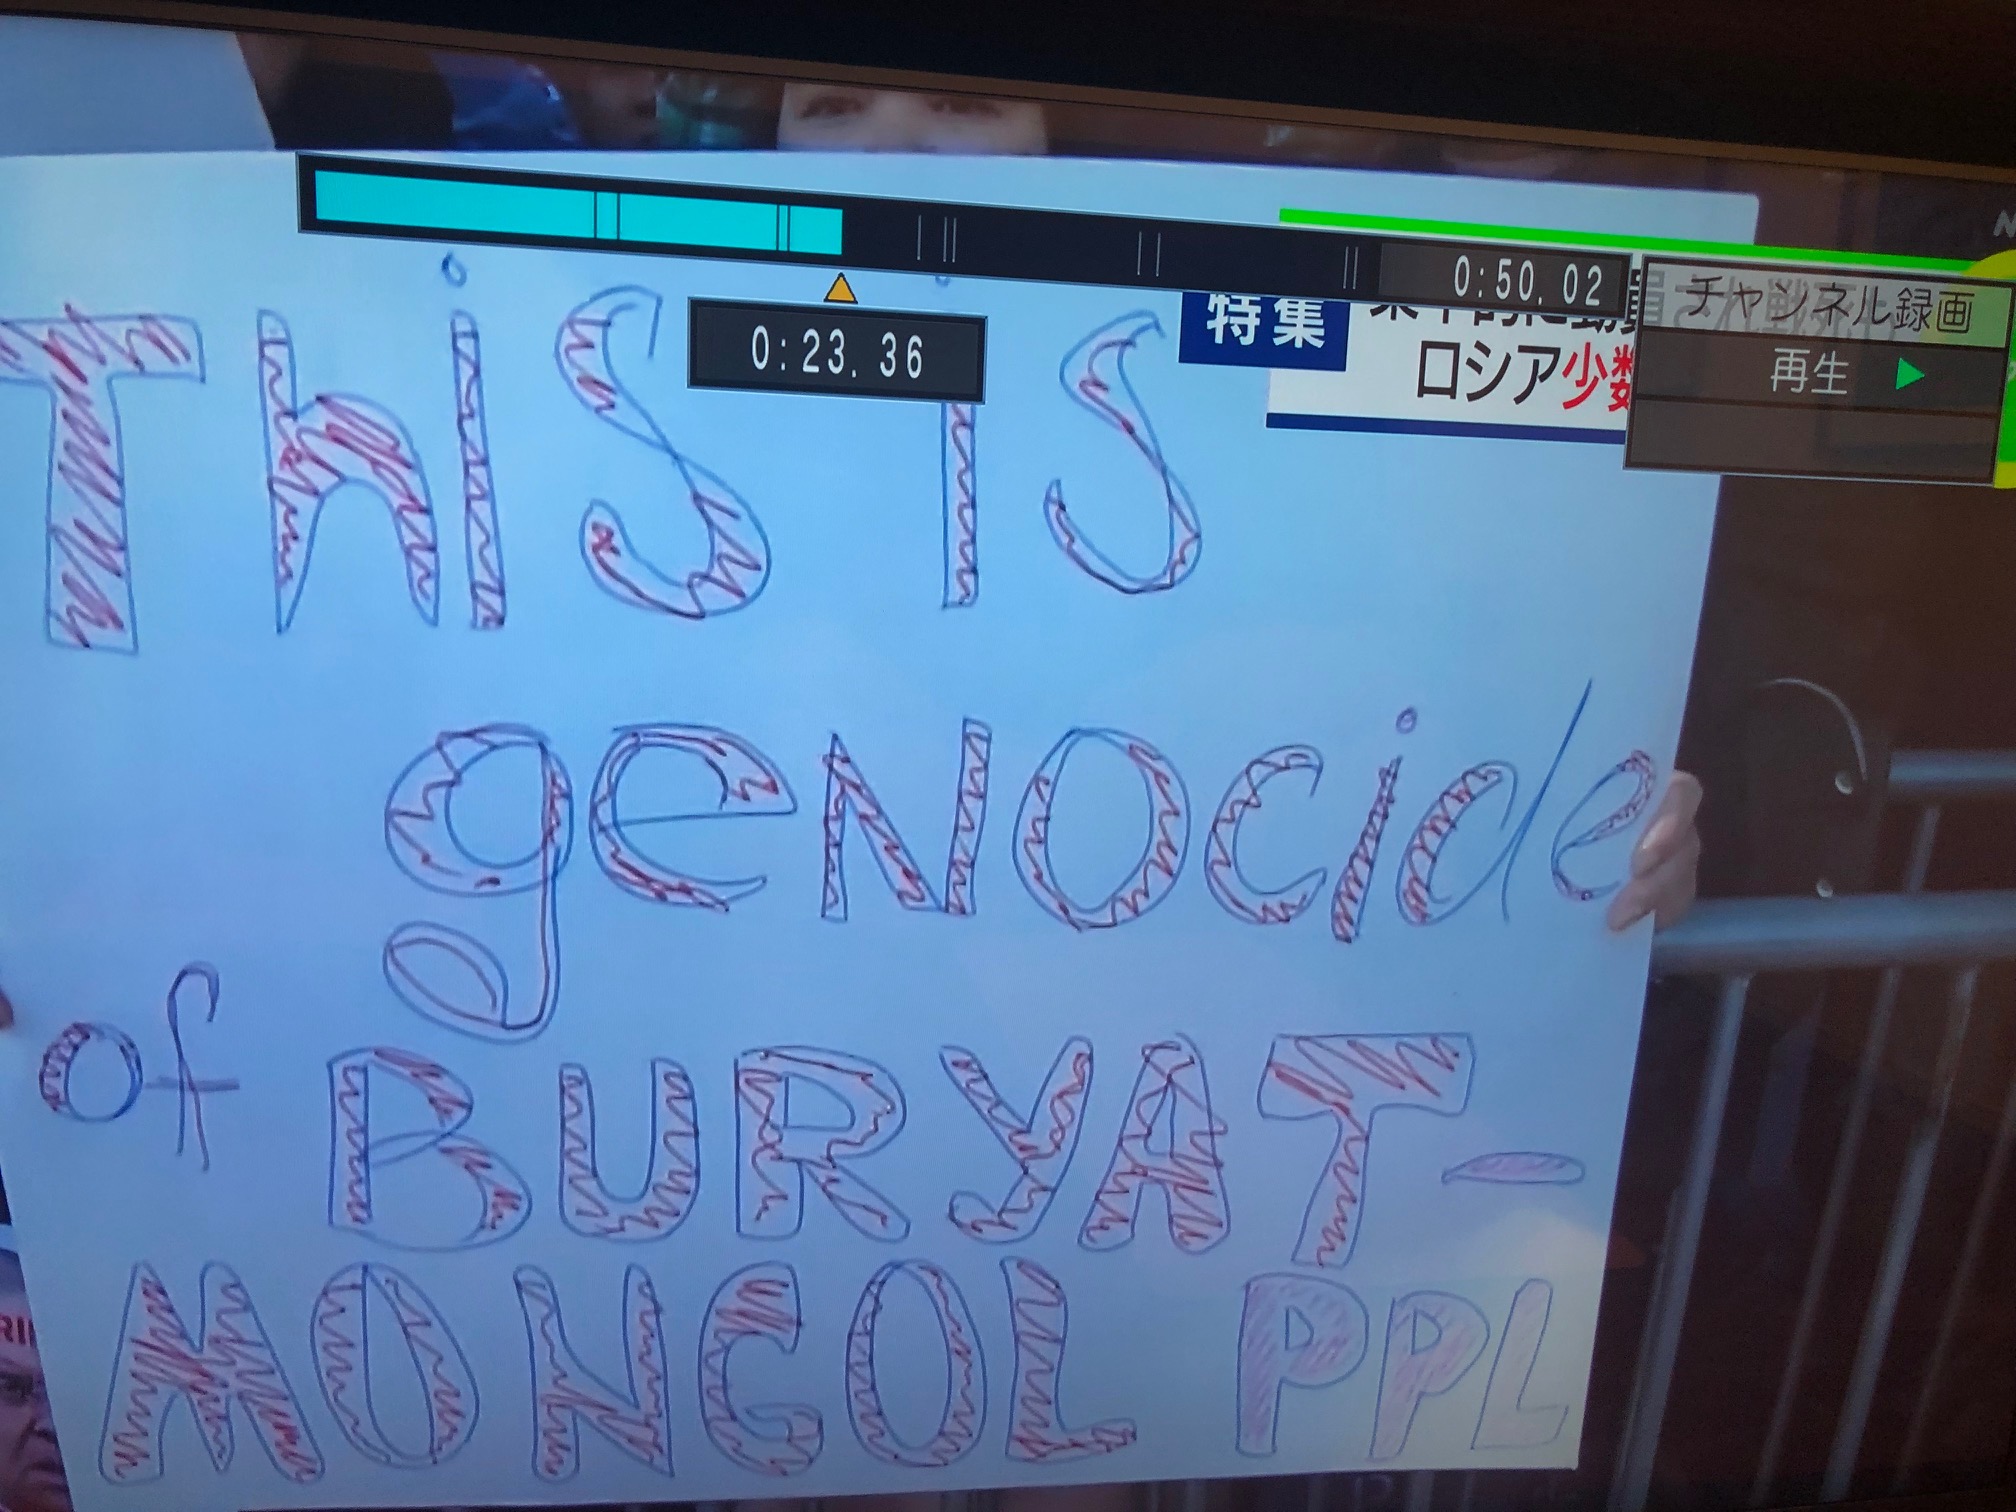 0:50.02
チャンネル録画
0:23.36
再生
特集
ロシア少数
ThiS iS
geNocide
of BURYAT-
MONGOL PPL